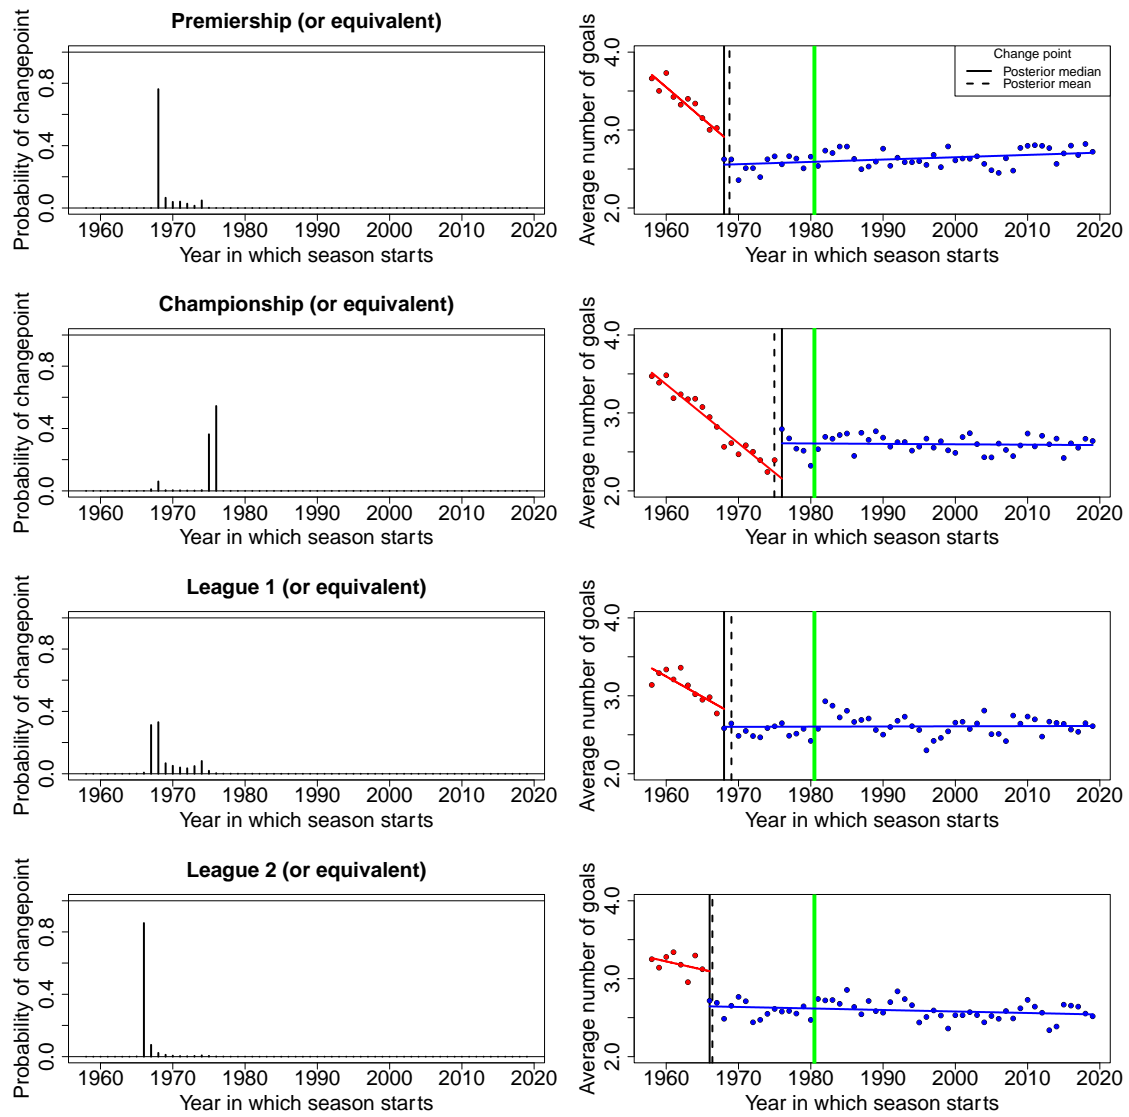 Premiership (or equivalent)
Probability of changepoint
0.0 0.4 0.8
1960 1970 1980 1990 2000 2010 2020
Year in which season starts
Average number of goals
2.0 3.0 4.0
Change point
Posterior median
Posterior mean
1960 1970 1980 1990 2000 2010 2020
Year in which season starts
Championship (or equivalent)
Probability of changepoint
0.0 0.4 0.8
1960 1970 1980 1990 2000 2010 2020
Year in which season starts
Average number of goals
2.0 3.0 4.0
1960 1970 1980 1990 2000 2010 2020
Year in which season starts
League 1 (or equivalent)
Probability of changepoint
0.0 0.4 0.8
1960 1970 1980 1990 2000 2010 2020
Year in which season starts
Average number of goals
2.0 3.0 4.0
1960 1970 1980 1990 2000 2010 2020
Year in which season starts
League 2 (or equivalent)
Probability of changepoint
0.0 0.4 0.8
1960 1970 1980 1990 2000 2010 2020
Year in which season starts
Average number of goals
2.0 3.0 4.0
1960 1970 1980 1990 2000 2010 2020
Year in which season starts